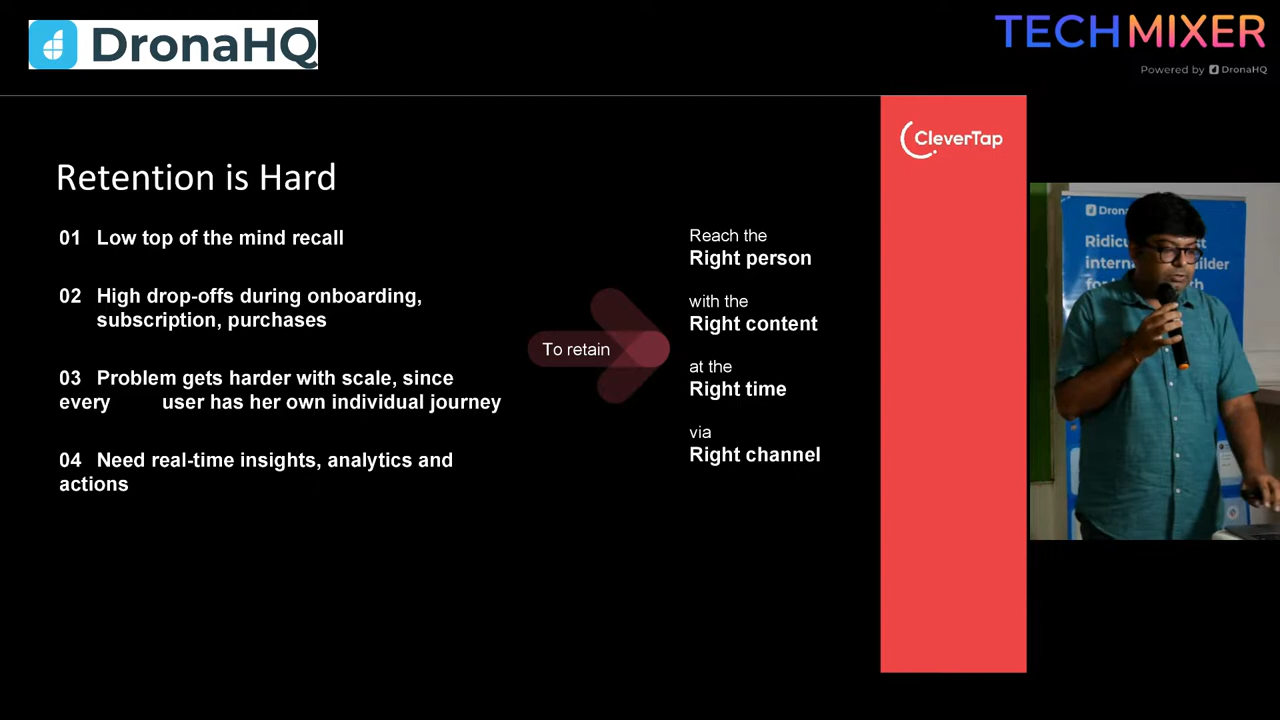 DronaHQ
TECHMIXER
Powered by DronaHQ
CleverTap
Retention is Hard
01 Low top of the mind recall
02 High drop-offs during onboarding,
subscription, purchases
03 Problem gets harder with scale, since
every user has her own individual journey
04 Need real-time insights, analytics and
actions
To retain
Reach the
Right person
with the
Right content
at the
Right time
via
Right channel